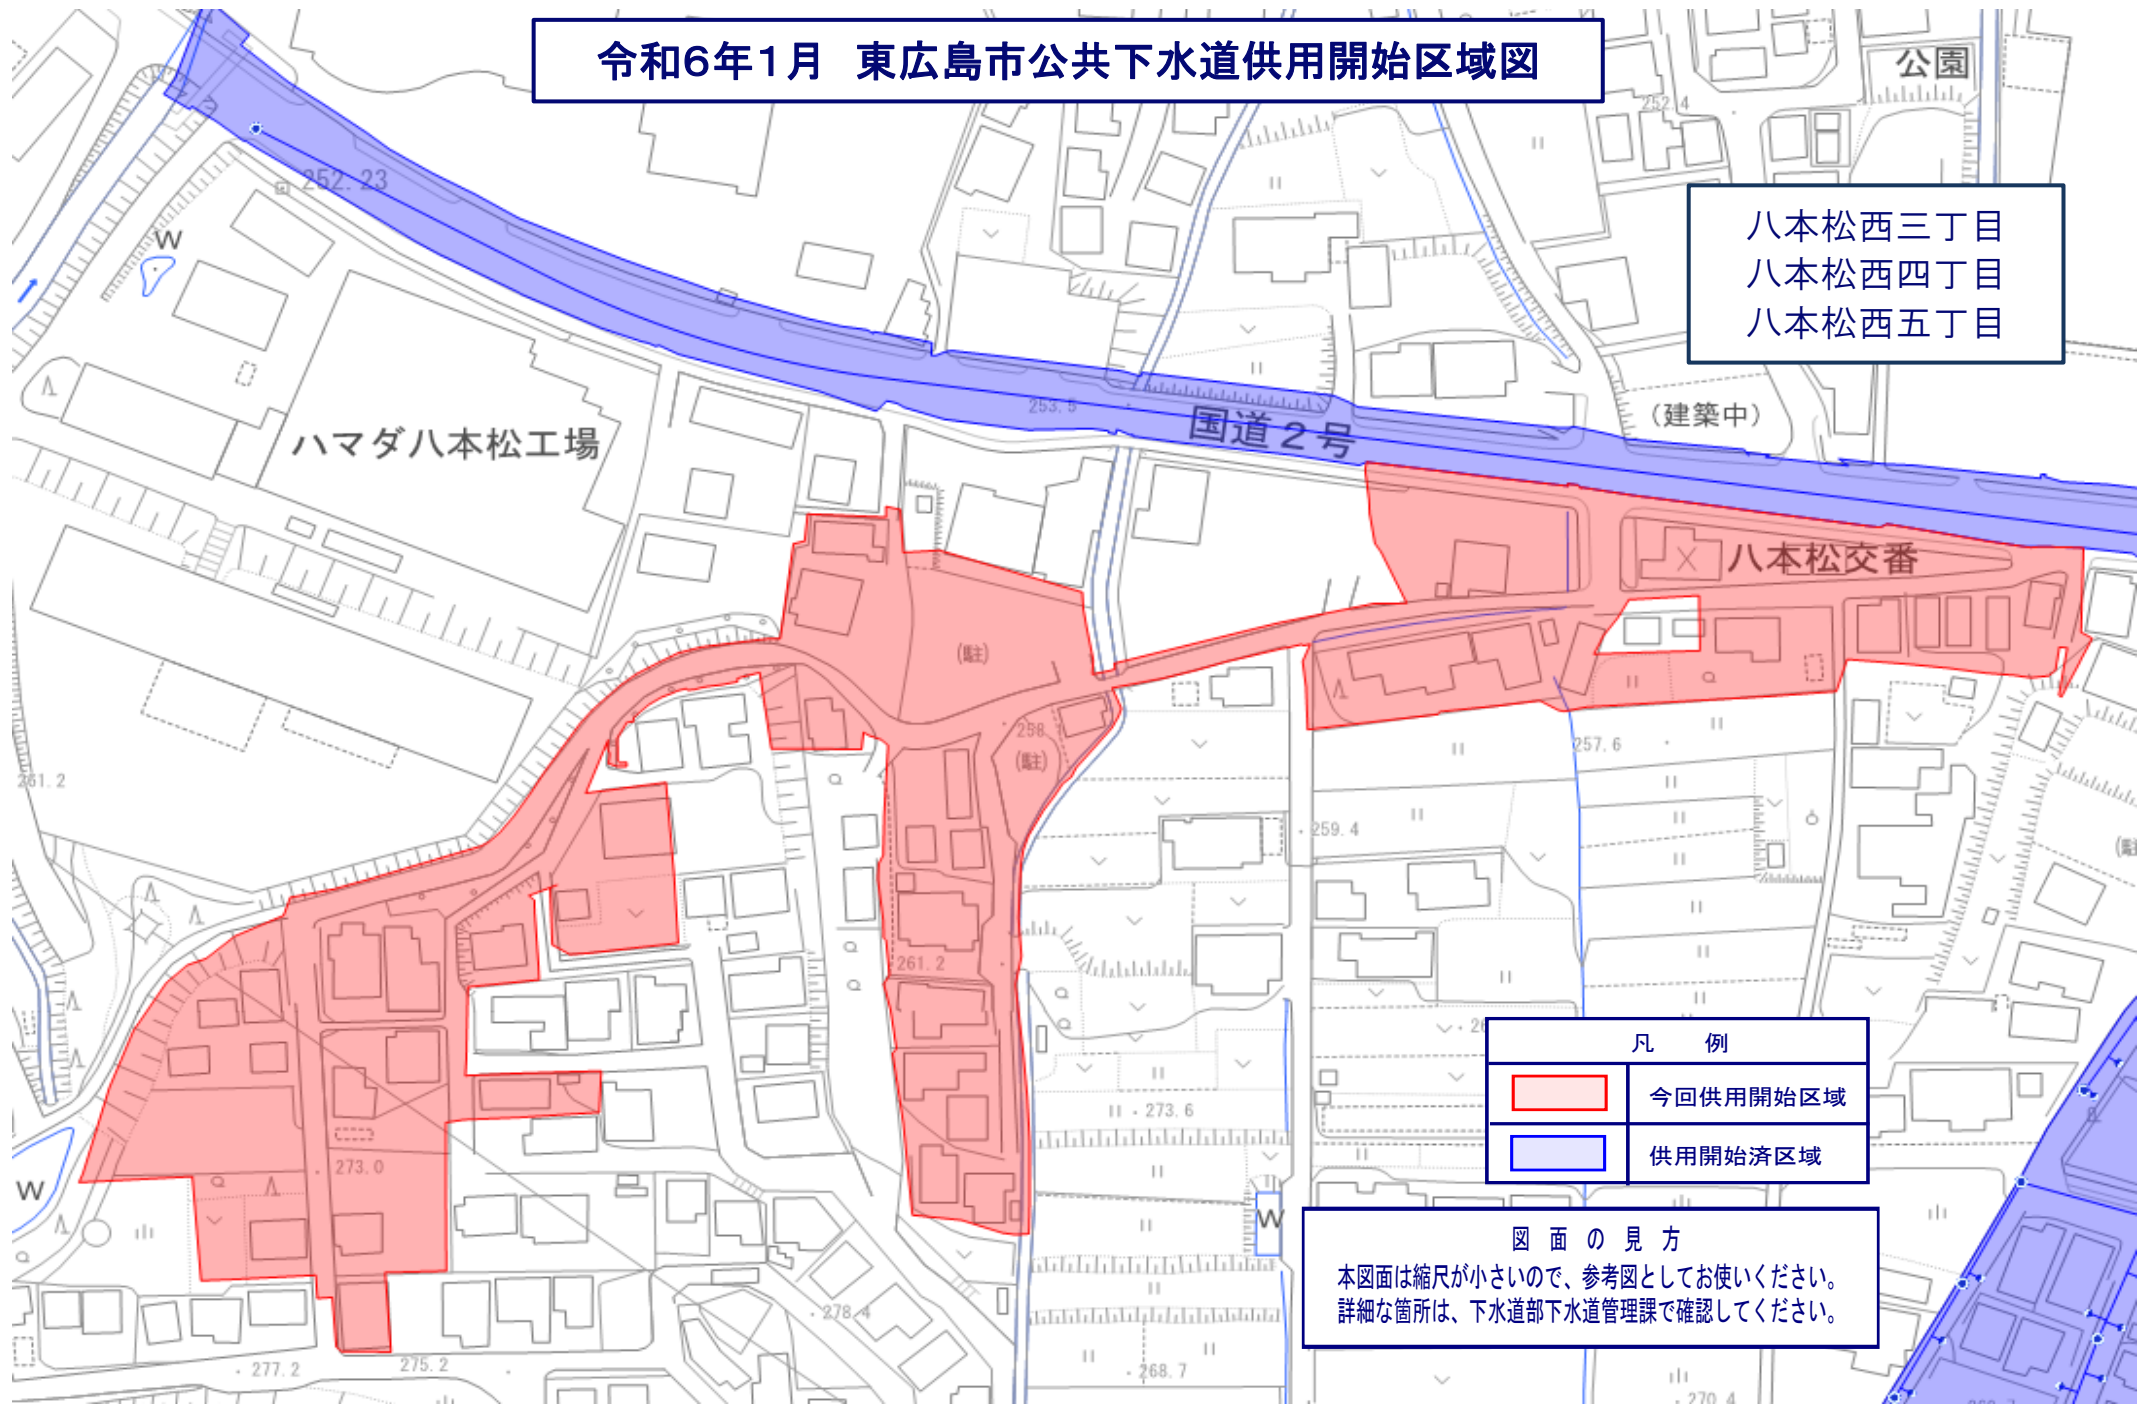 令和6年1月　東広島市公共下水道供用開始区域図
公園
252.4
252.23
八本松西三丁目
八本松西四丁目
八本松西五丁目
W
253.5
国道２号
(建築中)
ハマダ八本松工場
八本松交番
(駐)
258
(駐)
257.6
261.2
259.4
261.2
凡　例
今回供用開始区域
供用開始済区域
273.6
273.0
W
W
図 面 の 見 方
本図面は縮尺が小さいので、参考図としてお使いください。
詳細な箇所は、下水道部下水道管理課で確認してください。
278.4
277.2
275.2
268.7
270.4